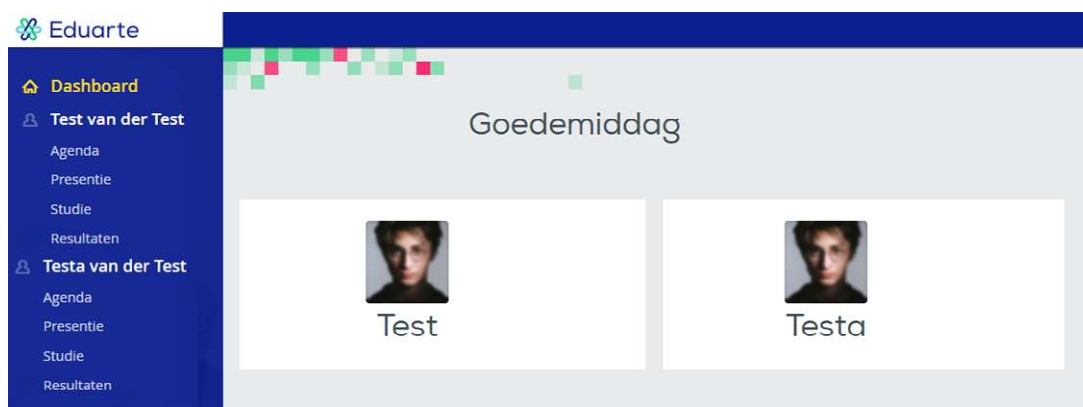 Eduarte
Dashboard
Test van der Test
Agenda
Presentie
Studie
Resultaten
Testa van der Test
Agenda
Presentie
Studie
Resultaten
Goedemiddag
Test
Testa